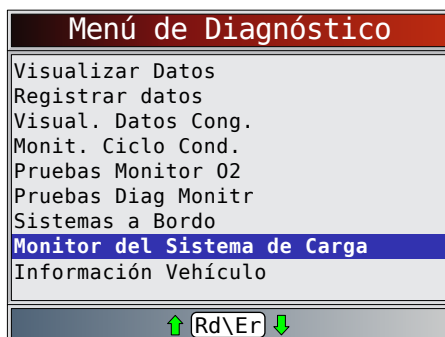 Menú de Diagnóstico
Visualizar Datos
Registrar datos
Visual. Datos Cong.
Monit. Ciclo Cond.
Pruebas Monitor O2
Pruebas Diag Monitr
Sistemas a Bordo
Monitor del Sistema de Carga
Información Vehículo
Rd\Er